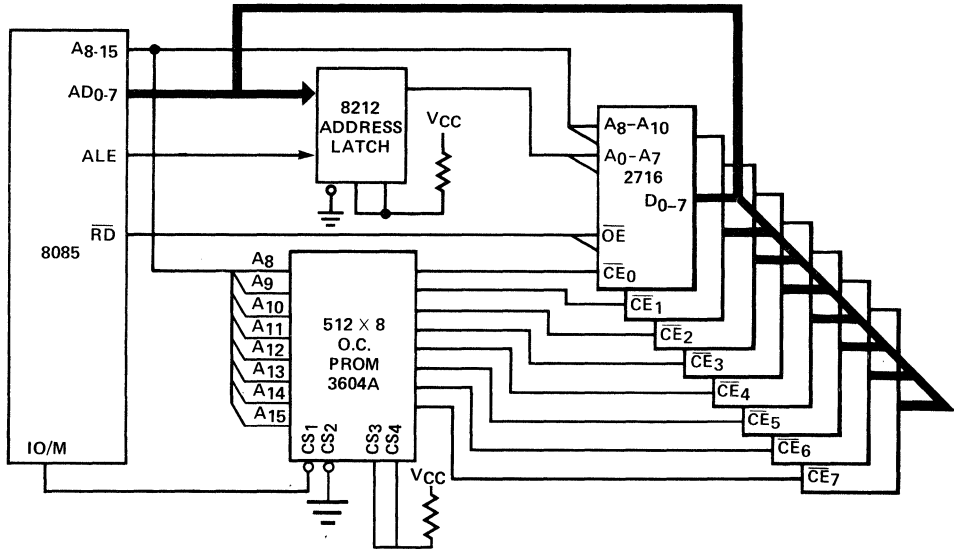 A8-15
AD0-7
ALE
RD
8085
IO/M
8212
ADDRESS
LATCH
VCC
A8–A10
A0–A7
2716
D0–7
OE
CE0
CE1
CE2
CE3
CE4
CE5
CE6
CE7
A8
A9
A10
A11
A12
A13
A14
A15
512 X 8
O.C.
PROM
3604A
CS1
CS2
CS3
CS4
VCC